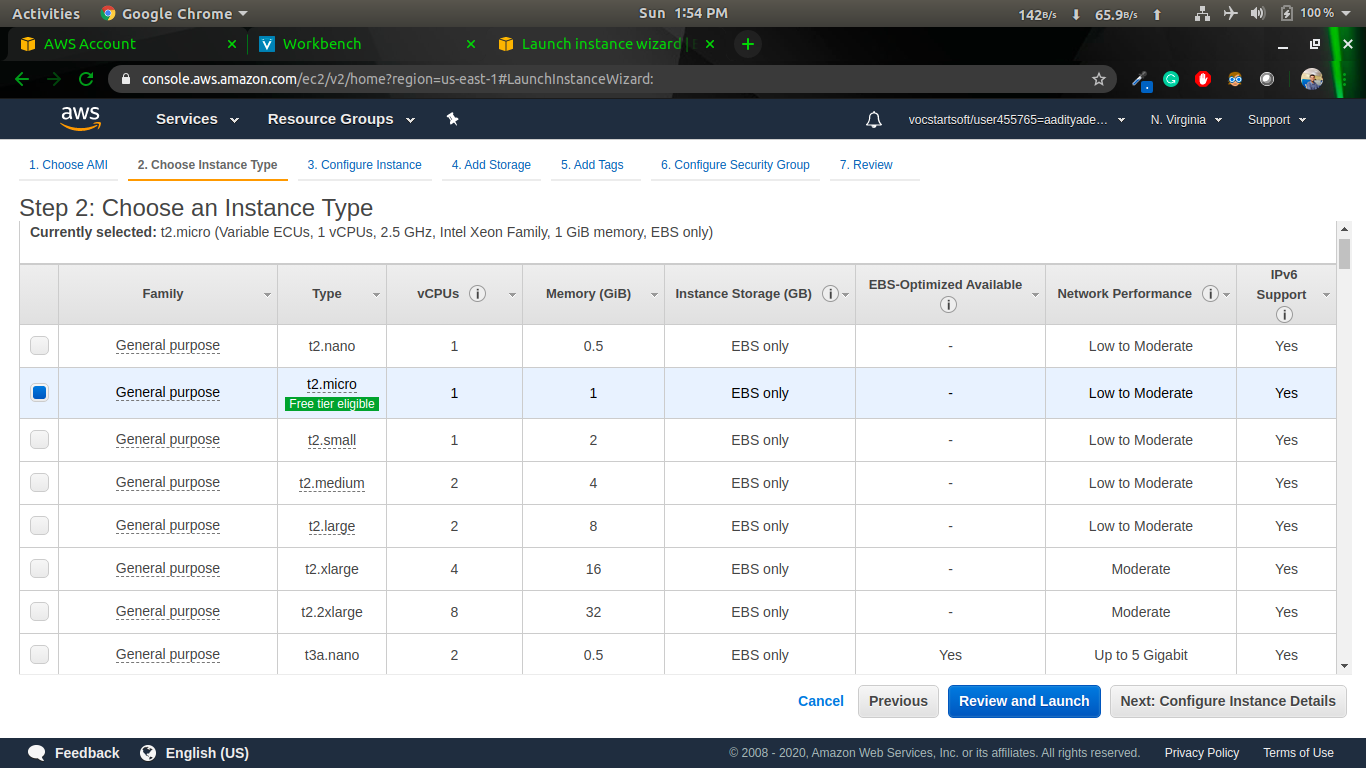 Activities Google Chrome Sun 1:54 PM 142B/s 65.9B/s 100 %
AWS Account Workbench Launch instance wizard |
console.aws.amazon.com/ec2/v2/home?region=us-east-1#LaunchInstanceWizard:
aws Services Resource Groups vocstartsoft/user455765=aadityade… N. Virginia Support
1. Choose AMI 2. Choose Instance Type 3. Configure Instance 4. Add Storage 5. Add Tags 6. Configure Security Group 7. Review
Step 2: Choose an Instance Type
Currently selected: t2.micro (Variable ECUs, 1 vCPUs, 2.5 GHz, Intel Xeon Family, 1 GiB memory, EBS only)
Family Type vCPUs i Memory (GiB) Instance Storage (GB) i EBS-Optimized Available i Network Performance i IPv6 Support i
General purpose t2.nano 1 0.5 EBS only - Low to Moderate Yes
General purpose t2.micro 1 1 EBS only - Low to Moderate Yes
Free tier eligible
General purpose t2.small 1 2 EBS only - Low to Moderate Yes
General purpose t2.medium 2 4 EBS only - Low to Moderate Yes
General purpose t2.large 2 8 EBS only - Low to Moderate Yes
General purpose t2.xlarge 4 16 EBS only - Moderate Yes
General purpose t2.2xlarge 8 32 EBS only - Moderate Yes
General purpose t3a.nano 2 0.5 EBS only Yes Up to 5 Gigabit Yes
Cancel Previous Review and Launch Next: Configure Instance Details
Feedback English (US) © 2008 - 2020, Amazon Web Services, Inc. or its affiliates. All rights reserved. Privacy Policy Terms of Use